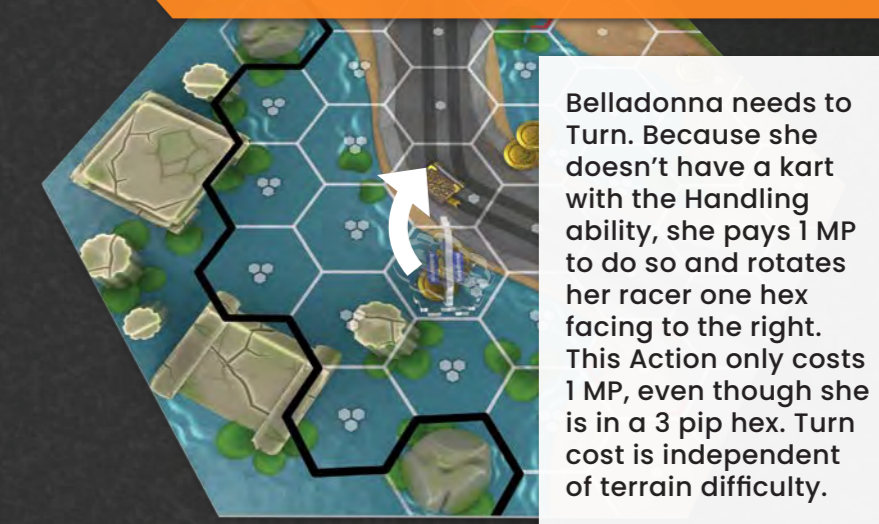 Belladonna needs to
Turn. Because she
doesn’t have a kart
with the Handling
ability, she pays 1 MP
to do so and rotates
her racer one hex
facing to the right.
This Action only costs
1 MP, even though she
is in a 3 pip hex. Turn
cost is independent
of terrain difficulty.